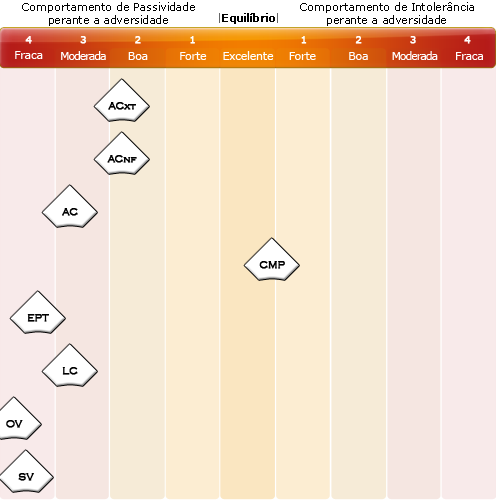 Comportamento de Passividade
perante a adversidade
|Equilíbrio|
Comportamento de Intolerância
perante a adversidade
4 3 2 1 1 2 3 4
Fraca Moderada Boa Forte Excelente Forte Boa Moderada Fraca
ACXT
ACNF
AC
CMP
EPT
LC
OV
SV